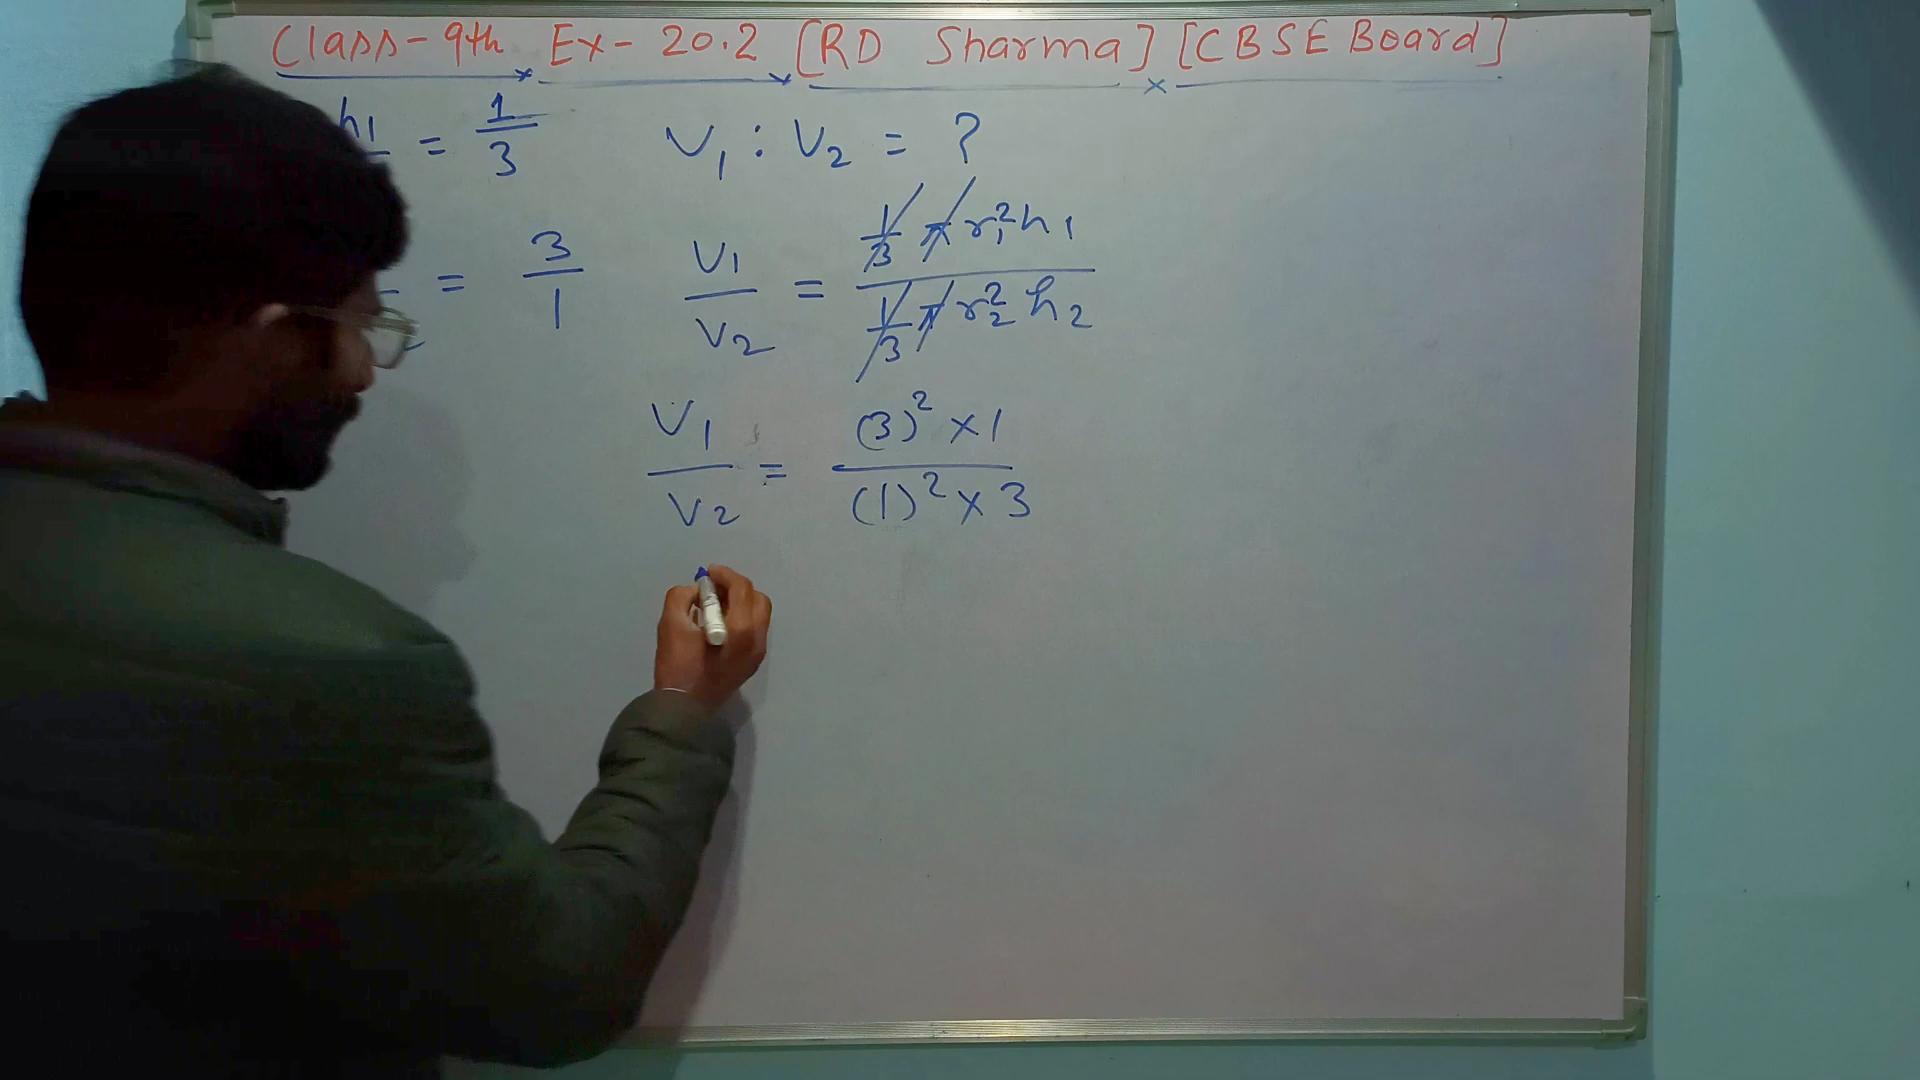 Class-9th Ex-20.2 [RD Sharma] [CBSE Board]
h1 = 1/3 V1 : V2 = ?
= 3/1 V1/V2 = 1/3 π r1² h1 / 1/3 π r2² h2
V1/V2 = (3)² × 1 / (1)² × 3